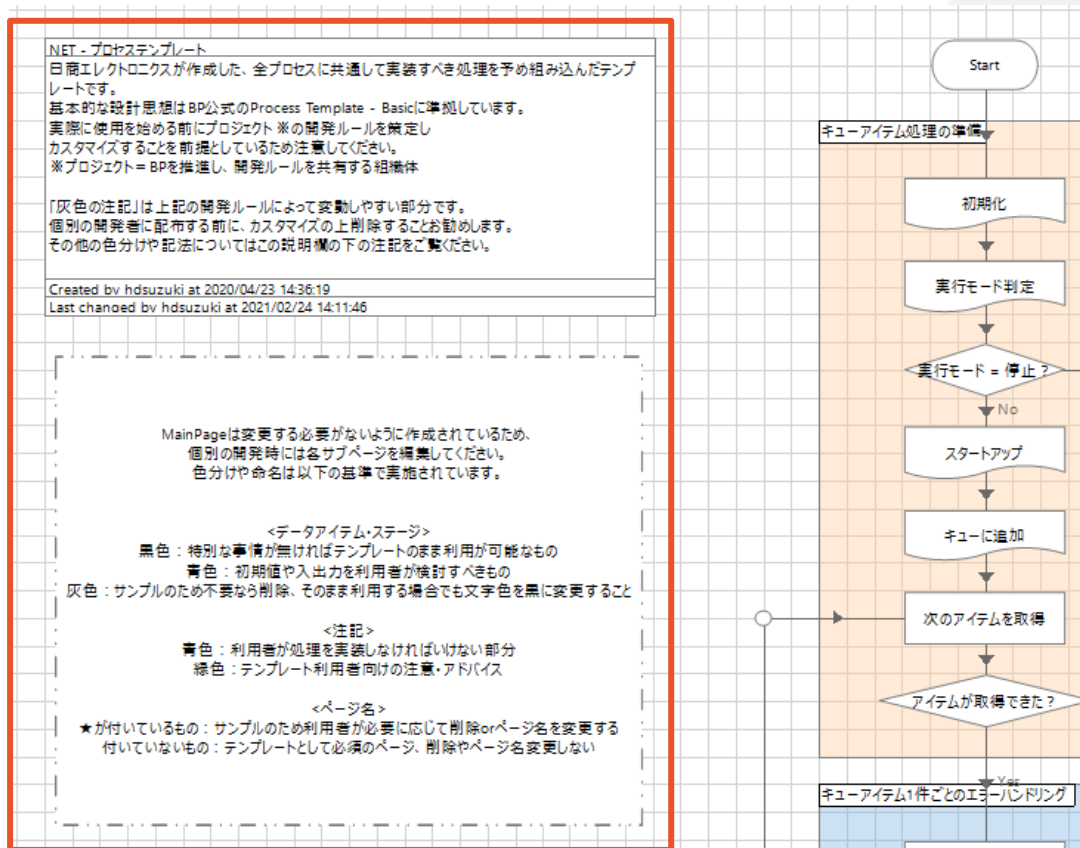 NET - プロセステンプレート
日商エレクトロニクスが作成した、全プロセスに共通して実装すべき処理を予め組み込んだテンプ
レートです。
基本的な設計思想はBP公式のProcess Template - Basicに準拠しています。
実際に使用を始める前にプロジェクト※の開発ルールを策定し
カスタマイズすることを前提としているため注意してください。
※プロジェクト＝BPを推進し、開発ルールを共有する組織体
「灰色の注記」は上記の開発ルールによって変動しやすい部分です。
個別の開発者に配布する前に、カスタマイズの上削除することお勧めします。
その他の色分けや記法についてはこの説明欄の下の注記をご覧ください。
Created by hdsuzuki at 2020/04/23 14:36:19
Last changed by hdsuzuki at 2021/02/24 14:11:46
MainPageは変更する必要がないように作成されているため、
個別の開発時には各サブページを編集してください。
色分けや命名は以下の基準で実施されています。
<データアイテム・ステージ>
黒色：特別な事情が無ければテンプレートのまま利用が可能なもの
青色：初期値や入出力を利用者が検討すべきもの
灰色：サンプルのため不要なら削除、そのまま利用する場合でも文字色を黒に変更すること
<注記>
青色：利用者が処理を実装しなければいけない部分
緑色：テンプレート利用者向けの注意・アドバイス
<ページ名>
★が付いているもの：サンプルのため利用者が必要に応じて削除orページ名を変更する
付いていないもの：テンプレートとして必須のページ、削除やページ名変更しない
Start
キューアイテム処理の準備
初期化
実行モード判定
実行モード = 停止？
No
スタートアップ
キューに追加
次のアイテムを取得
アイテムが取得できた？
Yes
キューアイテム1件ごとのエラーハンドリング